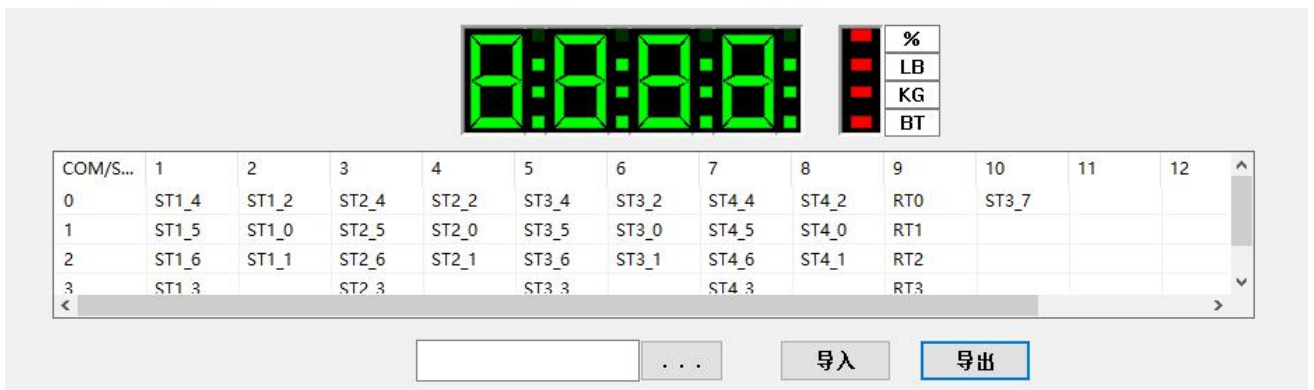 %
LB
KG
BT
COM/S... 1 2 3 4 5 6 7 8 9 10 11 12
0 ST1_4 ST1_2 ST2_4 ST2_2 ST3_4 ST3_2 ST4_4 ST4_2 RT0 ST3_7
1 ST1_5 ST1_0 ST2_5 ST2_0 ST3_5 ST3_0 ST4_5 ST4_0 RT1
2 ST1_6 ST1_1 ST2_6 ST2_1 ST3_6 ST3_1 ST4_6 ST4_1 RT2
3 ST1_3 ST2_3 ST3_3 ST4_3 RT3
. . . 导入 导出